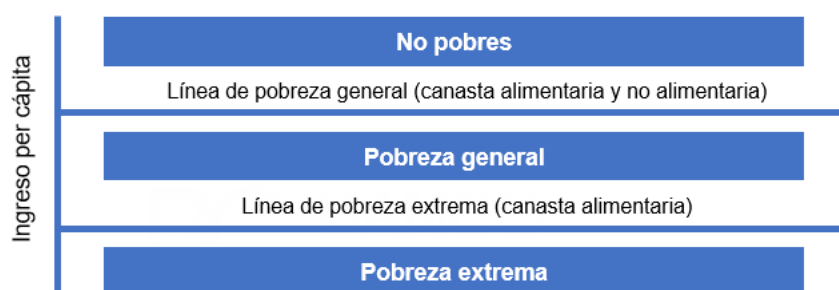 Ingreso per cápita
No pobres
Línea de pobreza general (canasta alimentaria y no alimentaria)
Pobreza general
Línea de pobreza extrema (canasta alimentaria)
Pobreza extrema